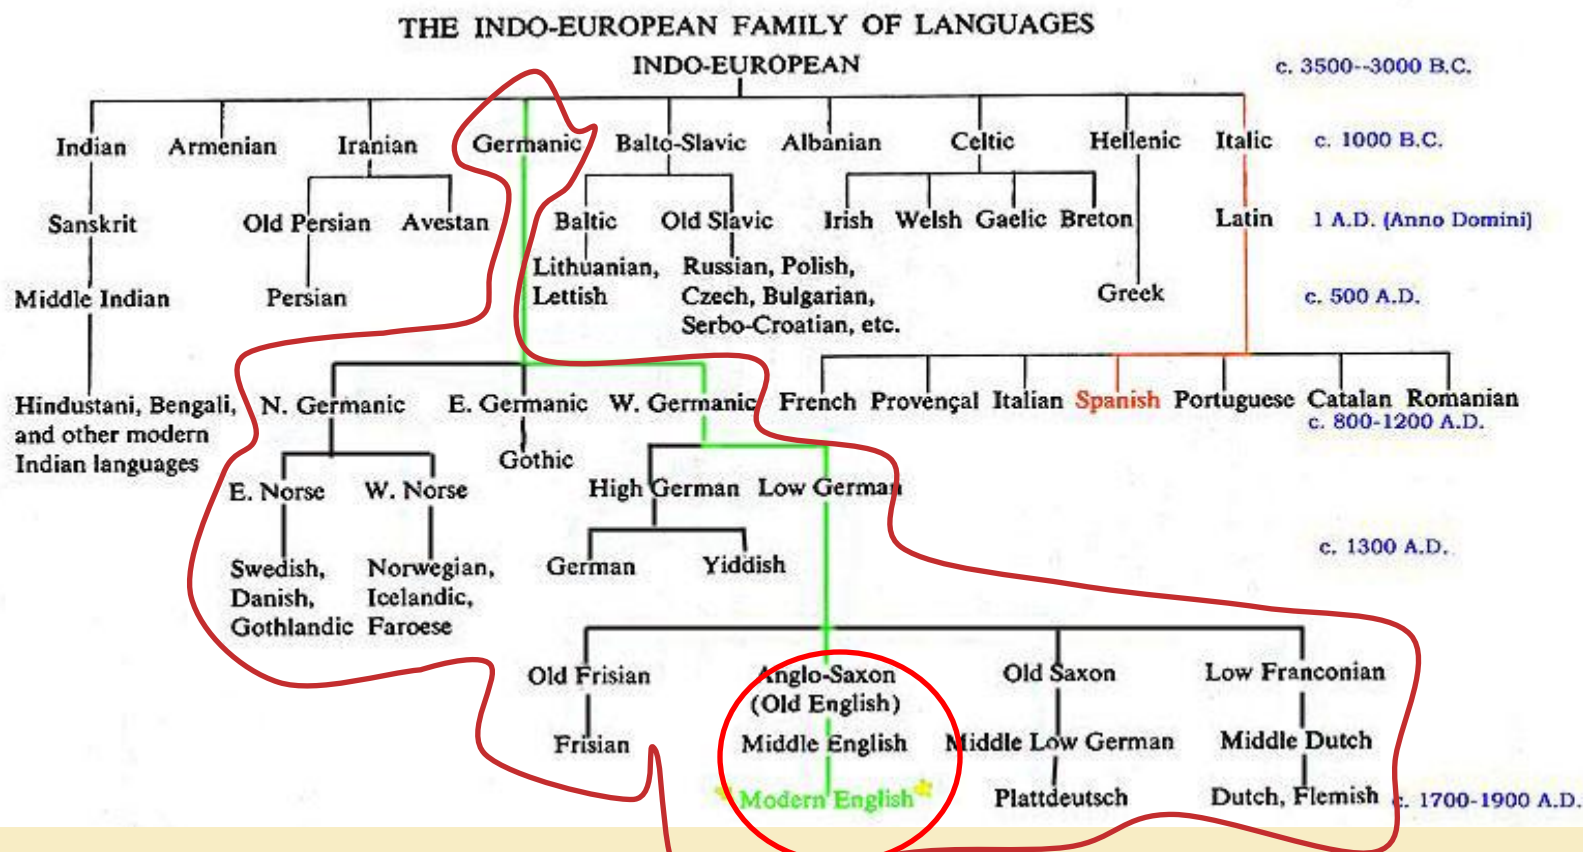 THE INDO-EUROPEAN FAMILY OF LANGUAGES
INDO-EUROPEAN
c. 3500--3000 B.C.
Indian Armenian Iranian Germanic Balto-Slavic Albanian Celtic Hellenic Italic c. 1000 B.C.
Sanskrit Old Persian Avestan Baltic Old Slavic Irish Welsh Gaelic Breton Latin 1 A.D. (Anno Domini)
Lithuanian, Russian, Polish,
Middle Indian Persian Lettish Czech, Bulgarian, Greek c. 500 A.D.
Serbo-Croatian, etc.
Hindustani, Bengali, N. Germanic E. Germanic W. Germanic French Provençal Italian Spanish Portuguese Catalan Romanian
c. 800-1200 A.D.
and other modern
Indian languages Gothic
E. Norse W. Norse High German Low German
c. 1300 A.D.
Swedish, Norwegian, German Yiddish
Danish, Icelandic,
Gothlandic Faroese
Old Frisian Anglo-Saxon Old Saxon Low Franconian
(Old English)
Frisian Middle English Middle Low German Middle Dutch
Modern English Plattdeutsch Dutch, Flemish c. 1700-1900 A.D.